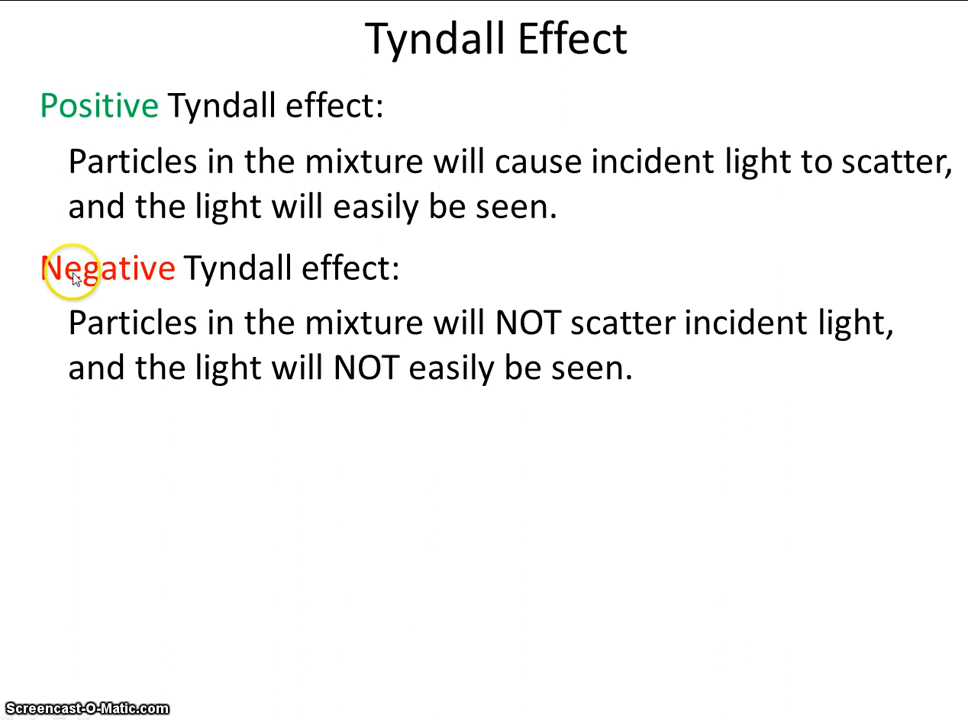 Tyndall Effect
Positive Tyndall effect:
Particles in the mixture will cause incident light to scatter,
and the light will easily be seen.
Negative Tyndall effect:
Particles in the mixture will NOT scatter incident light,
and the light will NOT easily be seen.
Screencast-O-Matic.com